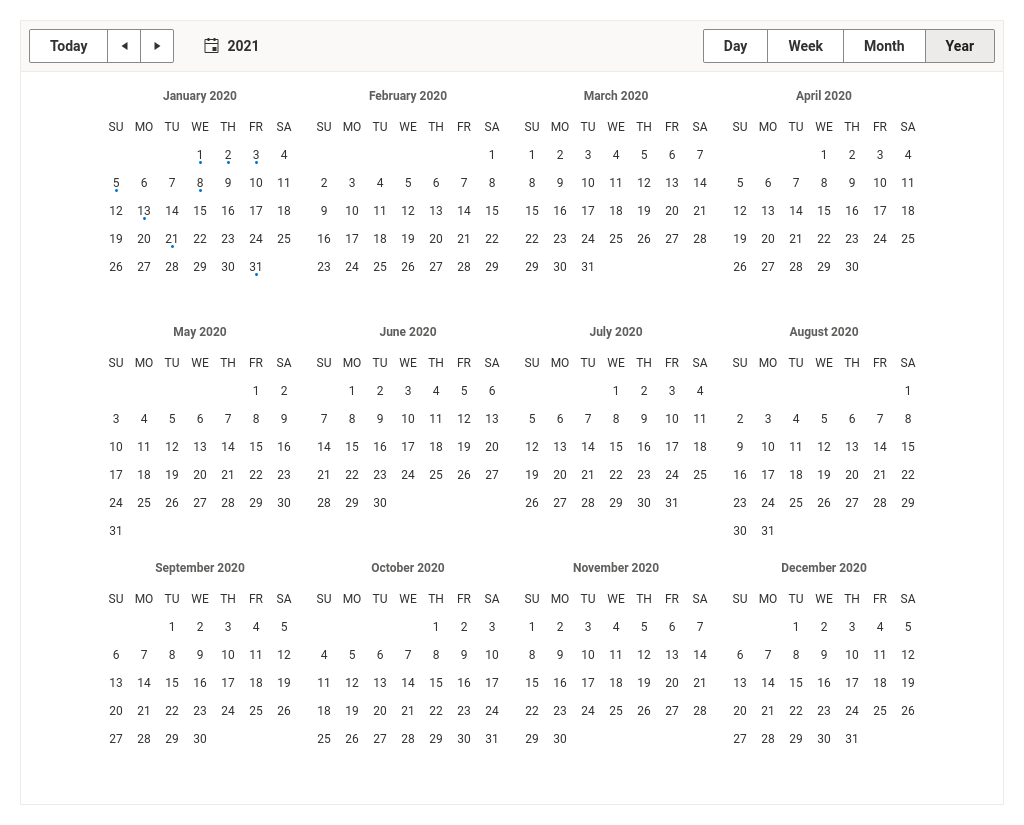 Today 2021 Day Week Month Year
January 2020 February 2020 March 2020 April 2020
SU MO TU WE TH FR SA SU MO TU WE TH FR SA SU MO TU WE TH FR SA SU MO TU WE TH FR SA
1 2 3 4 1 1 2 3 4 5 6 7 1 2 3 4
5 6 7 8 9 10 11 2 3 4 5 6 7 8 8 9 10 11 12 13 14 5 6 7 8 9 10 11
12 13 14 15 16 17 18 9 10 11 12 13 14 15 15 16 17 18 19 20 21 12 13 14 15 16 17 18
19 20 21 22 23 24 25 16 17 18 19 20 21 22 22 23 24 25 26 27 28 19 20 21 22 23 24 25
26 27 28 29 30 31 23 24 25 26 27 28 29 29 30 31 26 27 28 29 30
May 2020 June 2020 July 2020 August 2020
SU MO TU WE TH FR SA SU MO TU WE TH FR SA SU MO TU WE TH FR SA SU MO TU WE TH FR SA
1 2 1 2 3 4 5 6 1 2 3 4 1
3 4 5 6 7 8 9 7 8 9 10 11 12 13 5 6 7 8 9 10 11 2 3 4 5 6 7 8
10 11 12 13 14 15 16 14 15 16 17 18 19 20 12 13 14 15 16 17 18 9 10 11 12 13 14 15
17 18 19 20 21 22 23 21 22 23 24 25 26 27 19 20 21 22 23 24 25 16 17 18 19 20 21 22
24 25 26 27 28 29 30 28 29 30 26 27 28 29 30 31 23 24 25 26 27 28 29
31 30 31
September 2020 October 2020 November 2020 December 2020
SU MO TU WE TH FR SA SU MO TU WE TH FR SA SU MO TU WE TH FR SA SU MO TU WE TH FR SA
1 2 3 4 5 1 2 3 1 2 3 4 5 6 7 1 2 3 4 5
6 7 8 9 10 11 12 4 5 6 7 8 9 10 8 9 10 11 12 13 14 6 7 8 9 10 11 12
13 14 15 16 17 18 19 11 12 13 14 15 16 17 15 16 17 18 19 20 21 13 14 15 16 17 18 19
20 21 22 23 24 25 26 18 19 20 21 22 23 24 22 23 24 25 26 27 28 20 21 22 23 24 25 26
27 28 29 30 25 26 27 28 29 30 31 29 30 27 28 29 30 31